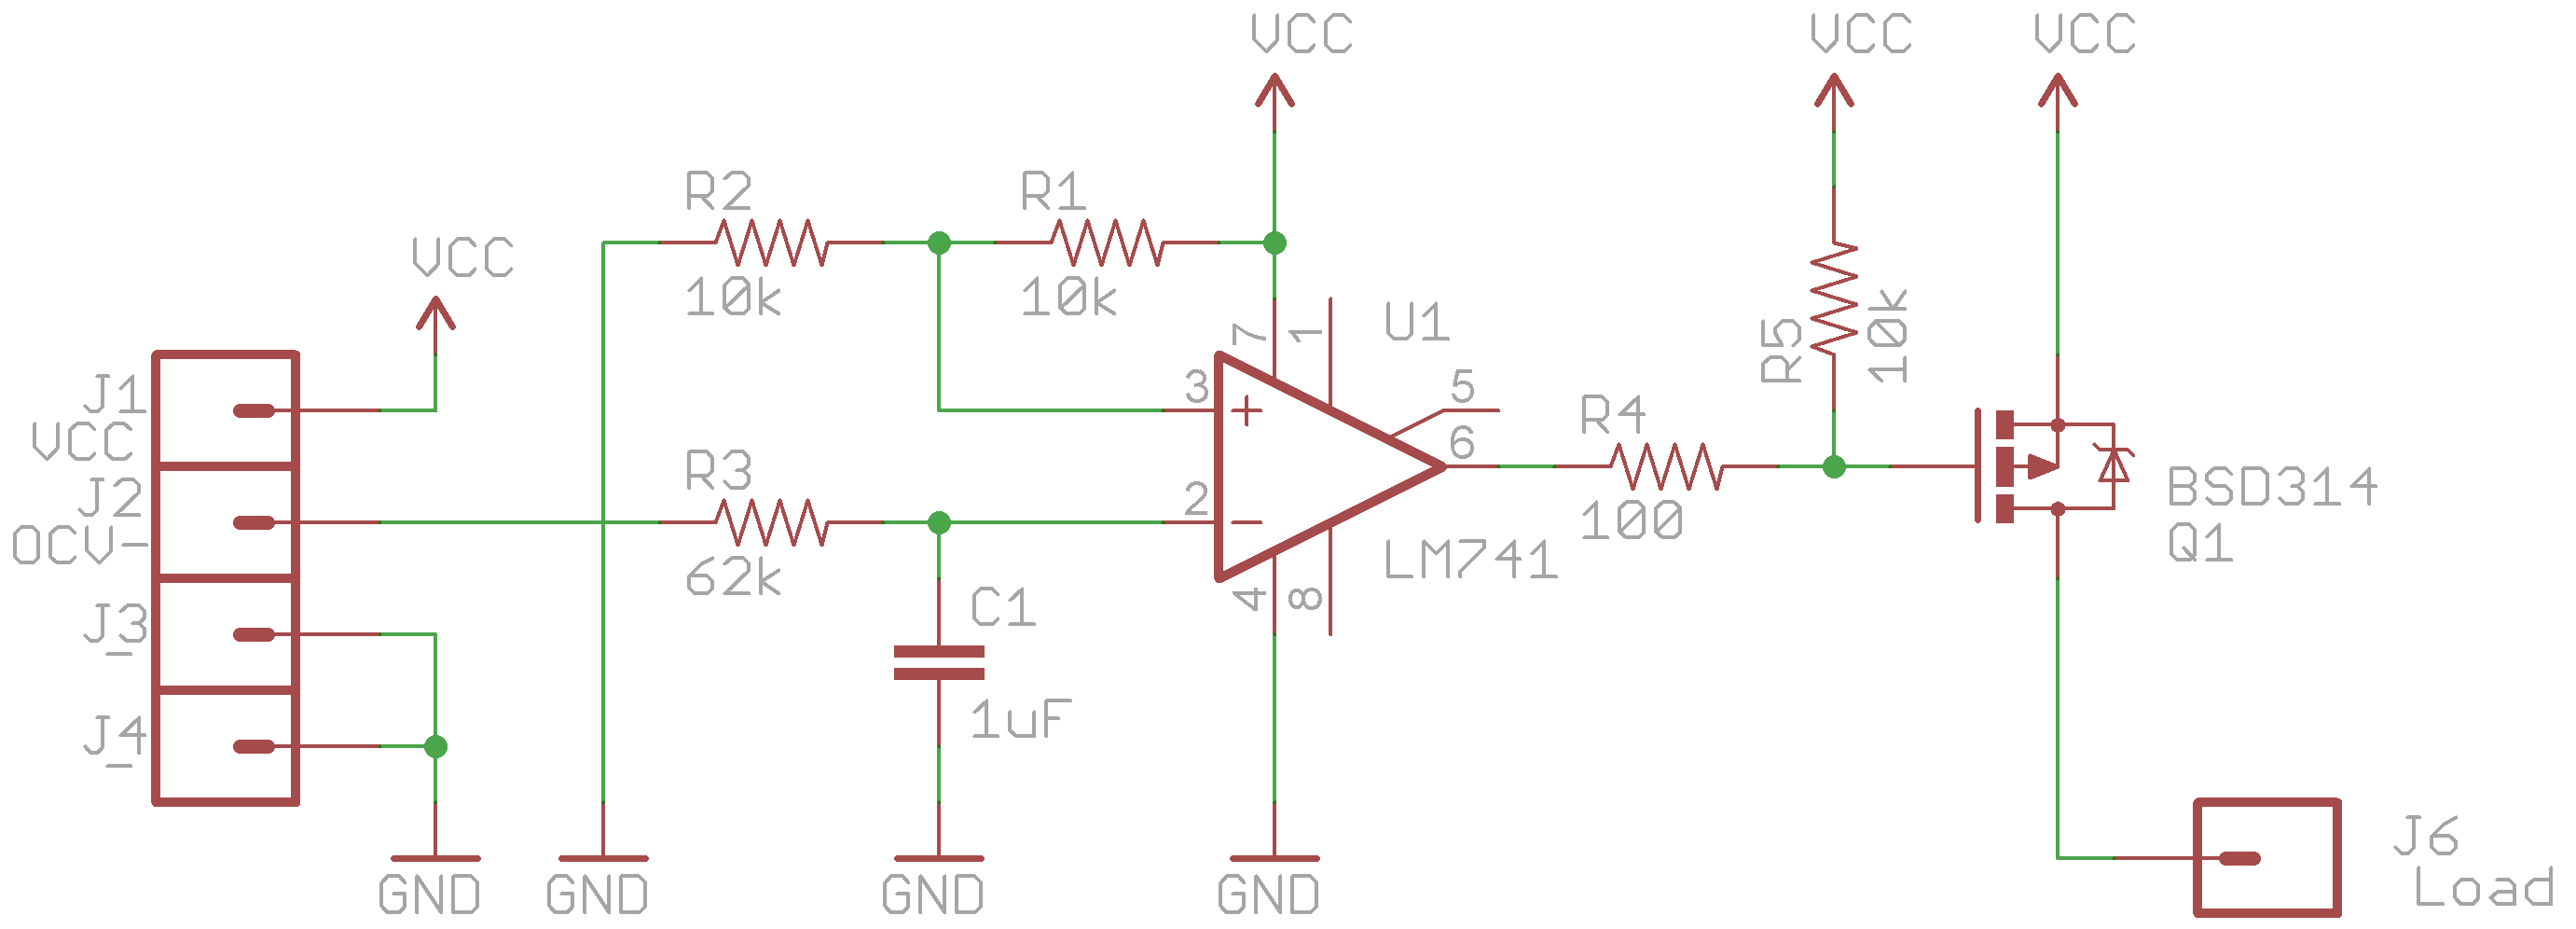 VCC
VCC
VCC
R2
R1
10k
10k
VCC
7
1
U1
R5
10k
J1
VCC
3
5
R4
6
100
J2
OCV-
R3
62k
2
LM741
4
8
BSD314
Q1
C1
1uF
J3
J4
GND
GND
GND
GND
J6
Load